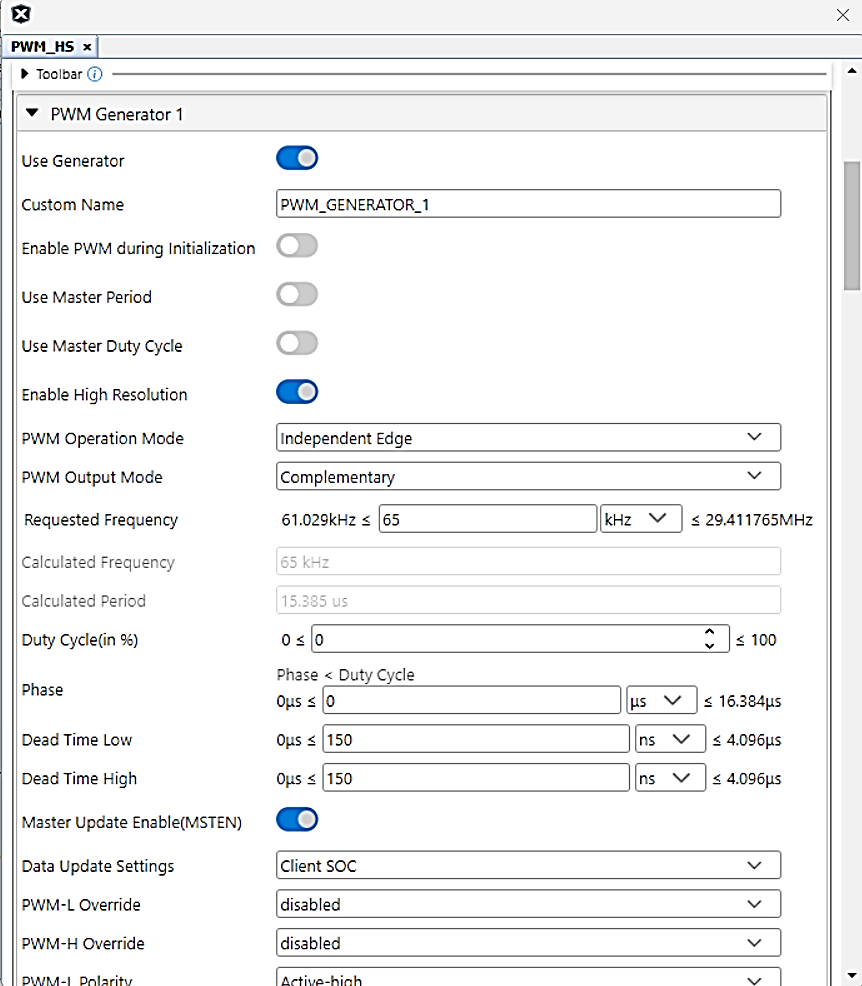 PWM_HS ×
Toolbar i
PWM Generator 1
Use Generator
Custom Name PWM_GENERATOR_1
Enable PWM during Initialization
Use Master Period
Use Master Duty Cycle
Enable High Resolution
PWM Operation Mode Independent Edge
PWM Output Mode Complementary
Requested Frequency 61.029kHz ≤ 65 kHz ≤ 29.411765MHz
Calculated Frequency 65 kHz
Calculated Period 15.385 us
Duty Cycle(in %) 0 ≤ 0 ≤ 100
Phase < Duty Cycle
Phase 0µs ≤ 0 µs ≤ 16.384µs
Dead Time Low 0µs ≤ 150 ns ≤ 4.096µs
Dead Time High 0µs ≤ 150 ns ≤ 4.096µs
Master Update Enable(MSTEN)
Data Update Settings Client SOC
PWM-L Override disabled
PWM-H Override disabled
PWM-L Polarity Active-high